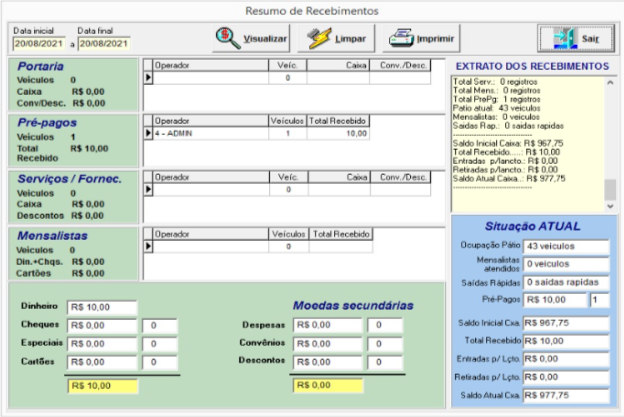 Resumo de Recebimentos
Data inicial
Data final
20/08/2021 a 20/08/2021
Visualizar
Limpar
Imprimir
Sair
Portaria
Veículos 0
Caixa R$ 0,00
Conv/Desc. R$ 0,00
Operador Veíc. Caixa Conv./Desc.
0
Pré-pagos
Veículos 1
Total R$ 10,00
Recebido
Operador Veículos Total Recebido
4 - ADMIN 1 10,00
Serviços / Fornec.
Veículos 0
Caixa R$ 0,00
Descontos R$ 0,00
Operador Veíc. Caixa Conv./Desc.
0
Mensalistas
Veículos 0
Din.+Chqs. R$ 0,00
Cartões R$ 0,00
Operador Veículos Total Recebido
0
Dinheiro R$ 10,00
Cheques R$ 0,00 0
Especiais R$ 0,00 0
Cartões R$ 0,00 0
R$ 10,00
Moedas secundárias
Despesas R$ 0,00 0
Convênios R$ 0,00 0
Descontos R$ 0,00 0
R$ 0,00
EXTRATO DOS RECEBIMENTOS
Total Serv.: 0 registros
Total Mens.: 0 registros
Total PrePg: 1 registros
Patio atual: 43 veiculos
Mensalistas: 0 veiculos
Saidas Rap.: 0 saidas rapidas
------------------------------
Saldo Inicial Caixa: R$ 967,75
Total Recebido.....: R$ 10,00
Entradas p/lancto.: R$ 0,00
Retiradas p/lancto.: R$ 0,00
Saldo Atual Caixa..: R$ 977,75
------------------------------
Situação ATUAL
Ocupação Pátio 43 veiculos
Mensalistas
atendidos 0 veiculos
Saídas Rápidas 0 saidas rapidas
Pré-Pagos R$ 10,00 1
Saldo Inicial Cxa. R$ 967,75
Total Recebido R$ 10,00
Entradas p/ Lçto. R$ 0,00
Retiradas p/ Lçto. R$ 0,00
Saldo Atual Cxa. R$ 977,75